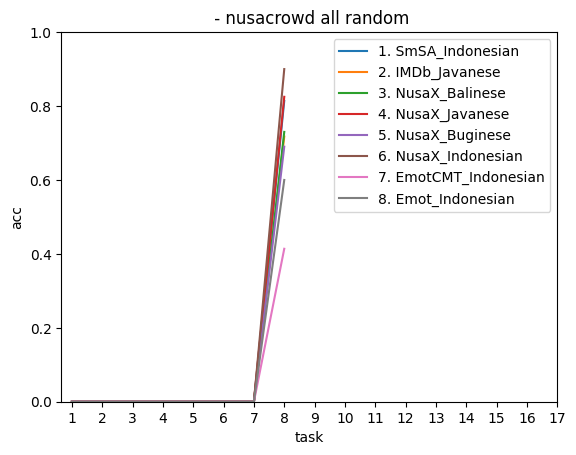 - nusacrowd all random
acc
1.0
0.8
0.6
0.4
0.2
0.0
1. SmSA_Indonesian
2. IMDb_Javanese
3. NusaX_Balinese
4. NusaX_Javanese
5. NusaX_Buginese
6. NusaX_Indonesian
7. EmotCMT_Indonesian
8. Emot_Indonesian
1 2 3 4 5 6 7 8 9 10 11 12 13 14 15 16 17
task